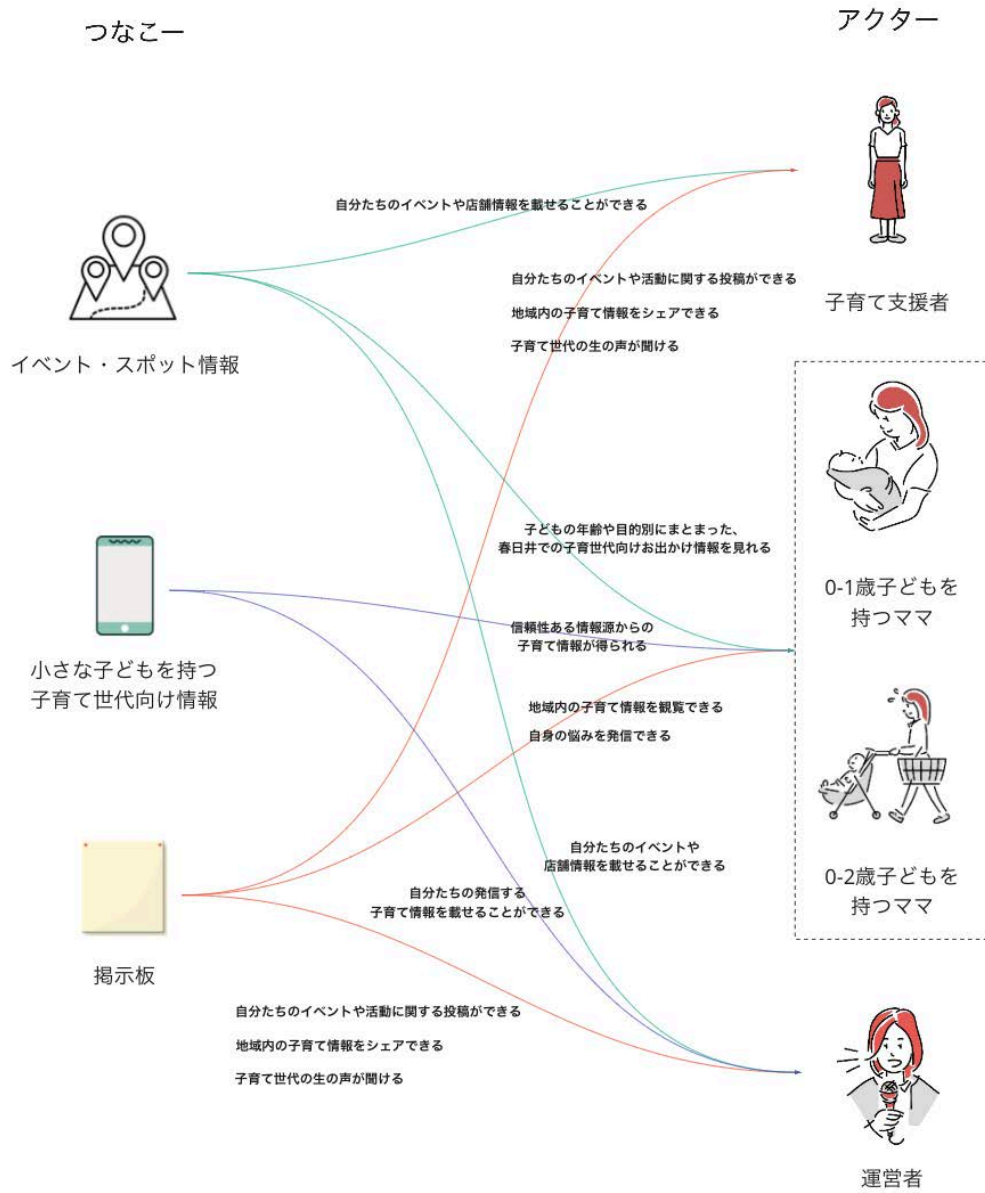 つなこー
アクター
自分たちのイベントや店舗情報を載せることができる
自分たちのイベントや活動に関する投稿ができる
地域内の子育て情報をシェアできる
子育て世代の生の声が聞ける
子育て支援者
イベント・スポット情報
子どもの年齢や目的別にまとまった、
春日井での子育世代向けお出かけ情報を見れる
0-1歳子どもを
持つママ
信頼性ある情報源からの
子育て情報が得られる
小さな子どもを持つ
子育て世代向け情報
地域内の子育て情報を観覧できる
自身の悩みを発信できる
自分たちのイベントや
店舗情報を載せることができる
0-2歳子どもを
持つママ
自分たちの発信する
子育て情報を載せることができる
掲示板
自分たちのイベントや活動に関する投稿ができる
地域内の子育て情報をシェアできる
子育て世代の生の声が聞ける
運営者